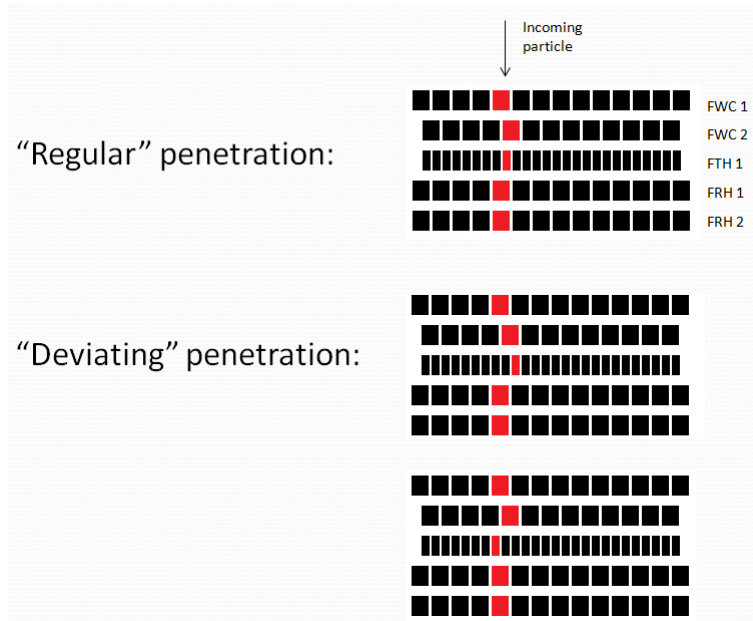 Incoming
particle
FWC 1
FWC 2
“Regular” penetration:
FTH 1
FRH 1
FRH 2
“Deviating” penetration: